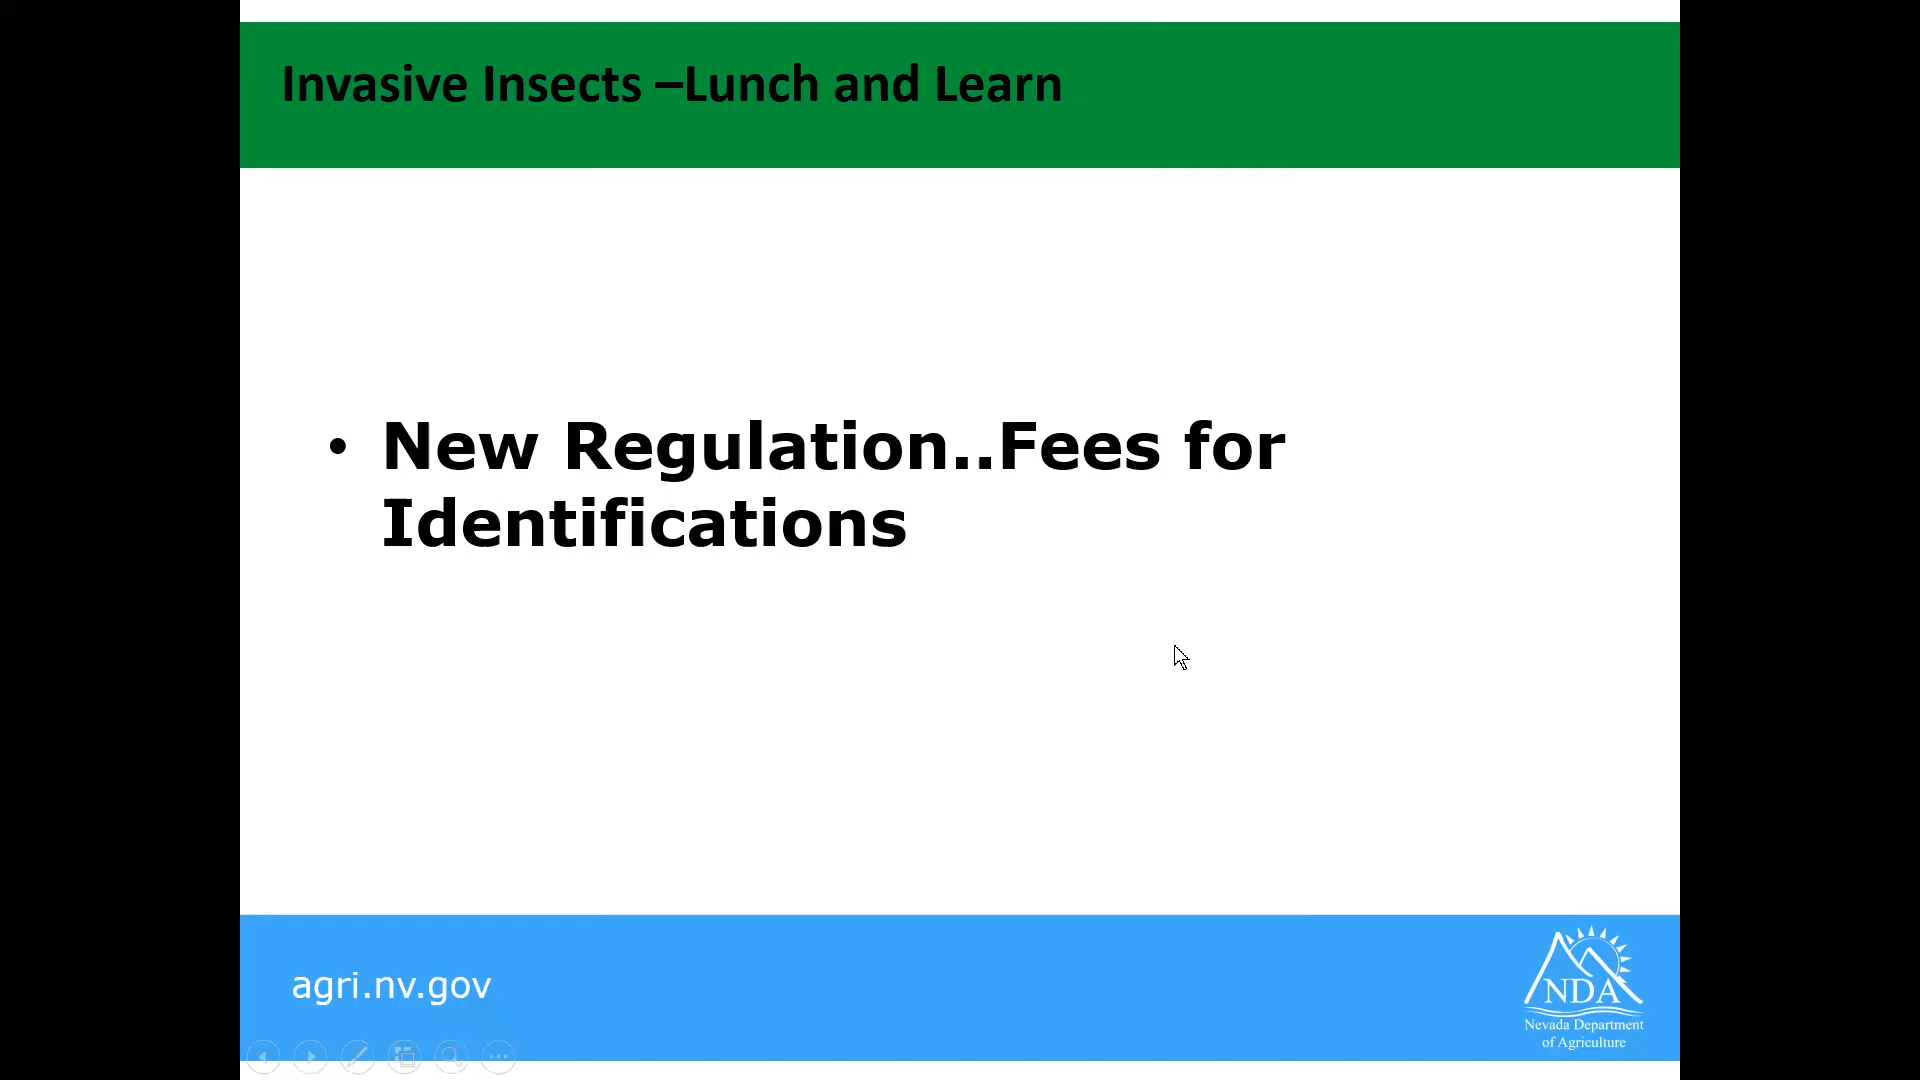 Invasive Insects –Lunch and Learn
• New Regulation..Fees for
Identifications
agri.nv.gov
NDA
Nevada Department
of Agriculture